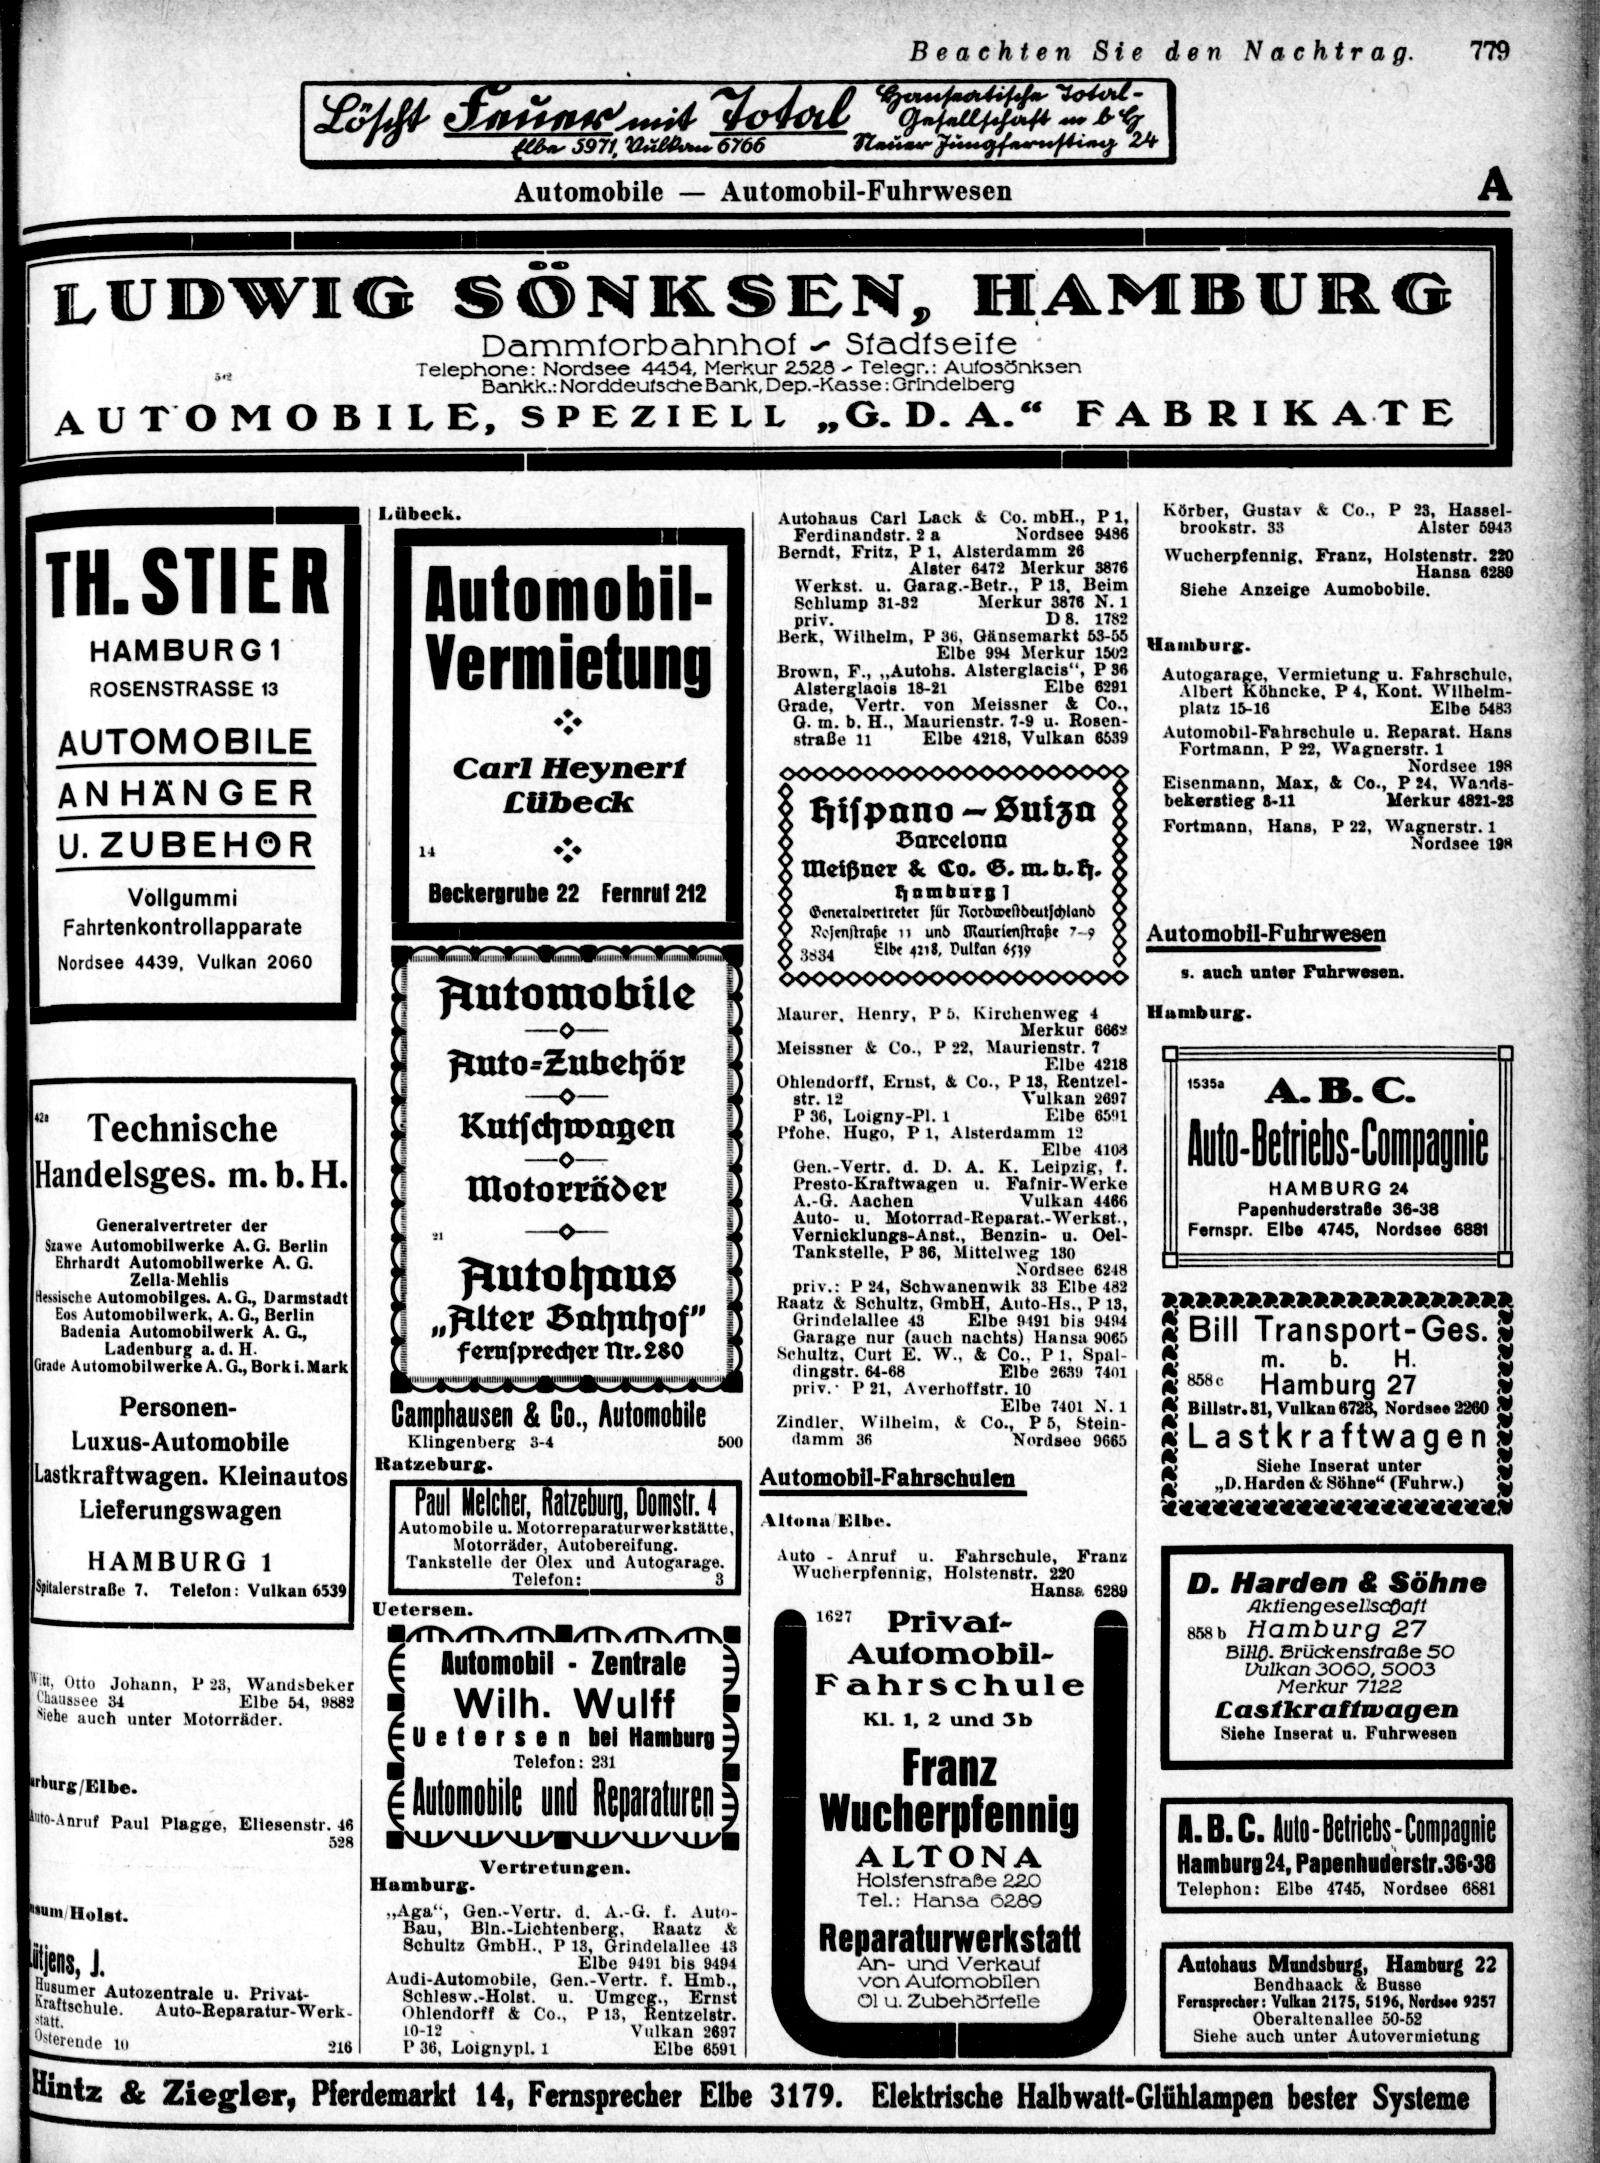 Beachten Sie den Nachtrag. 779
Löscht Feuer mit Total
Elbe 5971, Vulkan 6766
Hanseatische Total-
Gesellschaft m b H
Neuer Jungfernstieg 24
Automobile — Automobil-Fuhrwesen
A
LUDWIG SÖNKSEN, HAMBURG
Dammtorbahnhof ~ Stadtseite
Telephone: Nordsee 4454, Merkur 2528 - Telegr.: Autosönksen
542
Bankk.: Norddeutsche Bank, Dep.-Kasse: Grindelberg
AUTOMOBILE, SPEZIELL „G. D. A.“ FABRIKATE
TH. STIER
HAMBURG 1
ROSENSTRASSE 13
AUTOMOBILE
ANHÄNGER
U. ZUBEHÖR
Vollgummi
Fahrtenkontrollapparate
Nordsee 4439, Vulkan 2060
42a
Technische
Handelsges. m. b. H.
Generalvertreter der
Szawe Automobilwerke A. G. Berlin
Ehrhardt Automobilwerke A. G.
Zella-Mehlis
Hessische Automobilges. A. G., Darmstadt
Eos Automobilwerk, A. G., Berlin
Badenia Automobilwerk A. G.,
Ladenburg a. d. H.
Grade Automobilwerke A. G., Bork i. Mark
Personen-
Luxus-Automobile
Lastkraftwagen. Kleinautos
Lieferungswagen
HAMBURG 1
Spitalerstraße 7. Telefon: Vulkan 6539
Witt, Otto Johann, P 23, Wandsbeker
Chaussee 34 Elbe 54, 9882
Siehe auch unter Motorräder.
arburg/Elbe.
Auto-Anruf Paul Plagge, Eliesenstr. 46
528
usum/Holst.
Lütjens, J.
Husumer Autozentrale u. Privat-
Kraftschule. Auto-Reparatur-Werk-
statt.
Osterende 10 216
Lübeck.
Automobil-
Vermietung
Carl Heynert
Lübeck
14
Beckergrube 22 Fernruf 212
Automobile
Auto-Zubehör
Kutschwagen
Motorräder
21
Autohaus
„Alter Bahnhof"
Fernsprecher Nr. 280
Camphausen & Co., Automobile
Klingenberg 3-4 500
Ratzeburg.
Paul Melcher, Ratzeburg, Domstr. 4
Automobile u. Motorreparaturwerkstätte,
Motorräder, Autobereifung.
Tankstelle der Olex und Autogarage.
Telefon: 3
Uetersen.
Automobil - Zentrale
Wilh. Wulff
Uetersen bei Hamburg
Telefon: 231
Automobile und Reparaturen
Vertretungen.
Hamburg.
„Aga“, Gen.-Vertr. d. A.-G. f. Auto-
Bau, Bln.-Lichtenberg, Raatz &
Schultz GmbH., P 13, Grindelallee 43
Elbe 9491 bis 9494
Audi-Automobile, Gen.-Vertr. f. Hmb.,
Schlesw.-Holst. u. Umgeg., Ernst
Ohlendorff & Co., P 13, Rentzelstr.
10-12 Vulkan 2697
P 36, Loignypl. 1 Elbe 6591
Autohaus Carl Lack & Co. mbH., P 1,
Ferdinandstr. 2 a Nordsee 9486
Berndt, Fritz, P 1, Alsterdamm 26
Alster 6472 Merkur 3876
Werkst. u. Garag.-Betr., P 13, Beim
Schlump 31-32 Merkur 3876 N. 1
priv. D 8. 1782
Berk, Wilhelm, P 36, Gänsemarkt 53-55
Elbe 994 Merkur 1502
Brown, F., „Autohs. Alsterglacis“, P 36
Alsterglacis 18-21 Elbe 6291
Grade, Vertr. von Meissner & Co.,
G. m. b. H., Maurienstr. 7-9 u. Rosen-
straße 11 Elbe 4218, Vulkan 6539
Hispano - Suiza
Barcelona
Meißner & Co. G. m. b. H.
Hamburg 1
Generalvertreter für Nordwestdeutschland
Rosenstraße 11 und Maurienstraße 7-9
3834 Elbe 4218, Vulkan 6539
Maurer, Henry, P 5, Kirchenweg 4
Merkur 6662
Meissner & Co., P 22, Maurienstr. 7
Elbe 4218
Ohlendorff, Ernst, & Co., P 13, Rentzel-
str. 12 Vulkan 2697
P 36, Loigny-Pl. 1 Elbe 6591
Pfohe, Hugo, P 1, Alsterdamm 12
Elbe 4103
Gen.-Vertr. d. D. A. K. Leipzig, f.
Presto-Kraftwagen u. Fafnir-Werke
A.-G. Aachen Vulkan 4466
Auto- u. Motorrad-Reparat.-Werkst.,
Vernicklungs-Anst., Benzin- u. Oel-
Tankstelle, P 36, Mittelweg 130
Nordsee 6248
priv.: P 24, Schwanenwik 33 Elbe 482
Raatz & Schultz, GmbH, Auto-Hs., P 13,
Grindelallee 43 Elbe 9491 bis 9494
Garage nur (auch nachts) Hansa 9065
Schultz, Curt E. W., & Co., P 1, Spal-
dingstr. 64-68 Elbe 2639 7401
priv.: P 21, Averhoffstr. 10
Elbe 7401 N. 1
Zindler, Wilhelm, & Co., P 5, Stein-
damm 36 Nordsee 9665
Automobil-Fahrschulen
Altona/Elbe.
Auto - Anruf u. Fahrschule, Franz
Wucherpfennig, Holstenstr. 220
Hansa 6289
1627
Privat-
Automobil-
Fahrschule
Kl. 1, 2 und 3b
Franz
Wucherpfennig
ALTONA
Holstenstraße 220
Tel.: Hansa 6289
Reparaturwerkstatt
An- und Verkauf
von Automobilen
Öl u. Zubehörteile
Körber, Gustav & Co., P 23, Hassel-
brookstr. 33 Alster 5943
Wucherpfennig, Franz, Holstenstr. 220
Hansa 6289
Siehe Anzeige Aumobobile.
Hamburg.
Autogarage, Vermietung u. Fahrschule,
Albert Köhncke, P 4, Kont. Wilhelm-
platz 15-16 Elbe 5483
Automobil-Fahrschule u. Reparat. Hans
Fortmann, P 22, Wagnerstr. 1
Nordsee 198
Eisenmann, Max, & Co., P 24, Wands-
bekerstieg 8-11 Merkur 4821-23
Fortmann, Hans, P 22, Wagnerstr. 1
Nordsee 198
Automobil-Fuhrwesen
s. auch unter Fuhrwesen.
Hamburg.
1535a
A. B. C.
Auto-Betriebs-Compagnie
HAMBURG 24
Papenhuderstraße 36-38
Fernspr. Elbe 4745, Nordsee 6881
Bill Transport-Ges.
m. b. H.
858c Hamburg 27
Billstr. 31, Vulkan 6723, Nordsee 2260
Lastkraftwagen
Siehe Inserat unter
„D. Harden & Söhne“ (Fuhrw.)
D. Harden & Söhne
Aktiengesellschaft
858 b Hamburg 27
Billh. Brückenstraße 50
Vulkan 3060, 5003
Merkur 7122
Lastkraftwagen
Siehe Inserat u. Fuhrwesen
A. B. C. Auto-Betriebs-Compagnie
Hamburg 24, Papenhuderstr. 36-38
Telephon: Elbe 4745, Nordsee 6881
Autohaus Mundsburg, Hamburg 22
Bendhaack & Busse
Fernsprecher: Vulkan 2175, 5196, Nordsee 9257
Oberaltenallee 50-52
Siehe auch unter Autovermietung
Hintz & Ziegler, Pferdemarkt 14, Fernsprecher Elbe 3179. Elektrische Halbwatt-Glühlampen bester Systeme